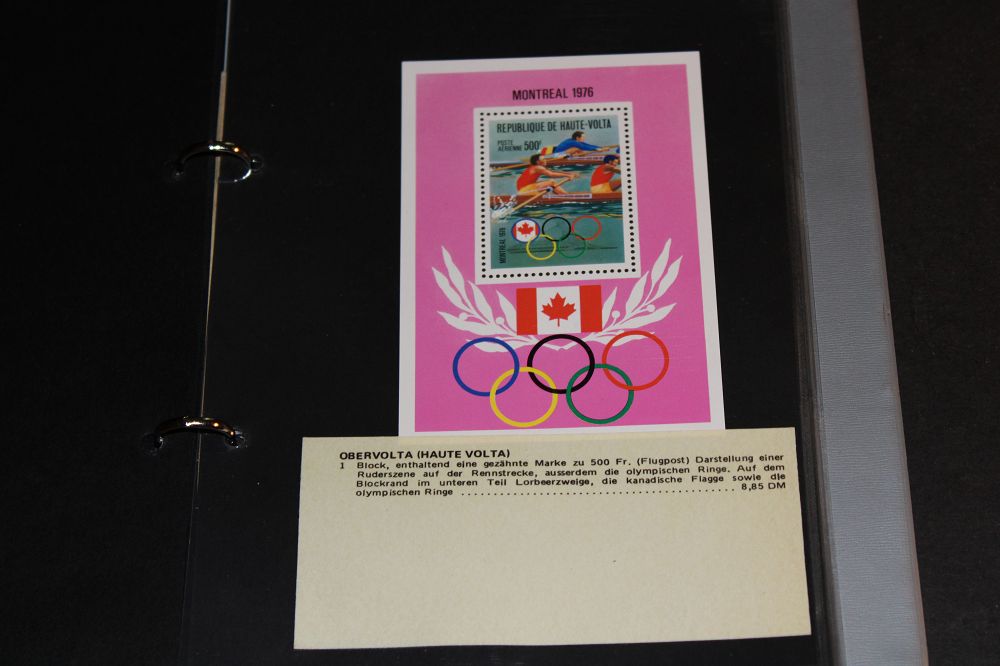 MONTREAL 1976
REPUBLIQUE DE HAUTE-VOLTA
POSTE
AERIENNE 500F
MONTREAL 1976
OBERVOLTA (HAUTE VOLTA)
1 Block, enthaltend eine gezähnte Marke zu 500 Fr. (Flugpost) Darstellung einer
Ruderszene auf der Rennstrecke, ausserdem die olympischen Ringe. Auf dem
Blockrand im unteren Teil Lorbeerzweige, die kanadische Flagge sowie die
olympischen Ringe ........................................ 8,85 DM